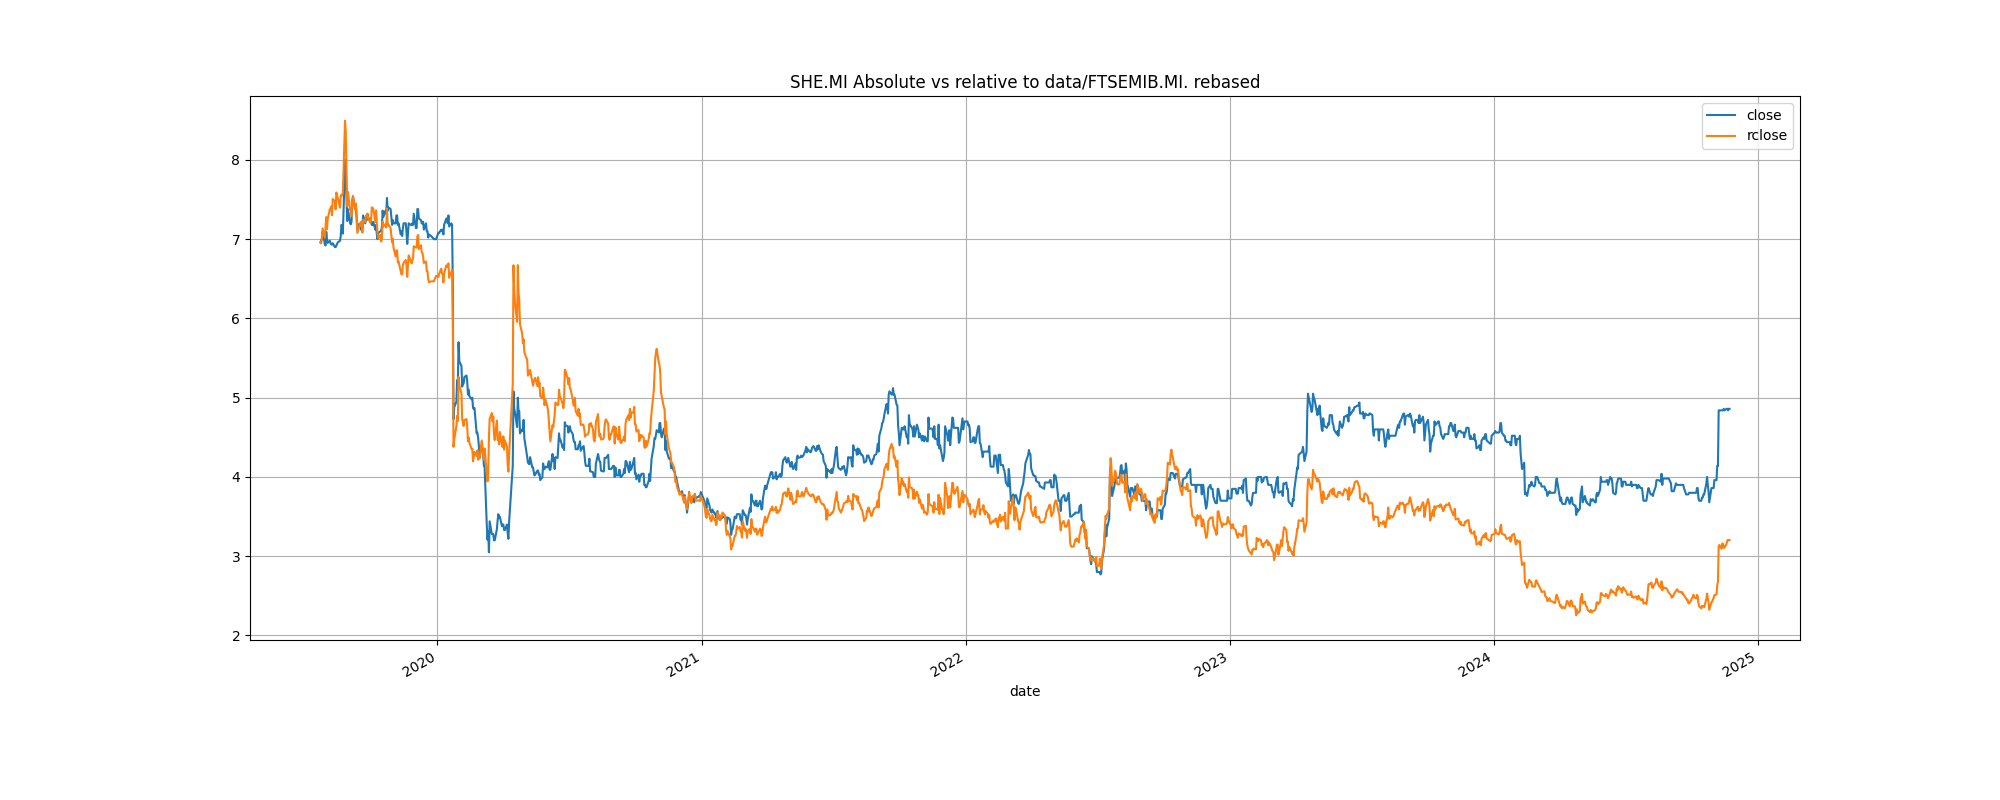 SHE.MI Absolute vs relative to data/FTSEMIB.MI. rebased
close
rclose
8
7
6
5
4
3
2
2020 2021 2022 2023 2024 2025
date